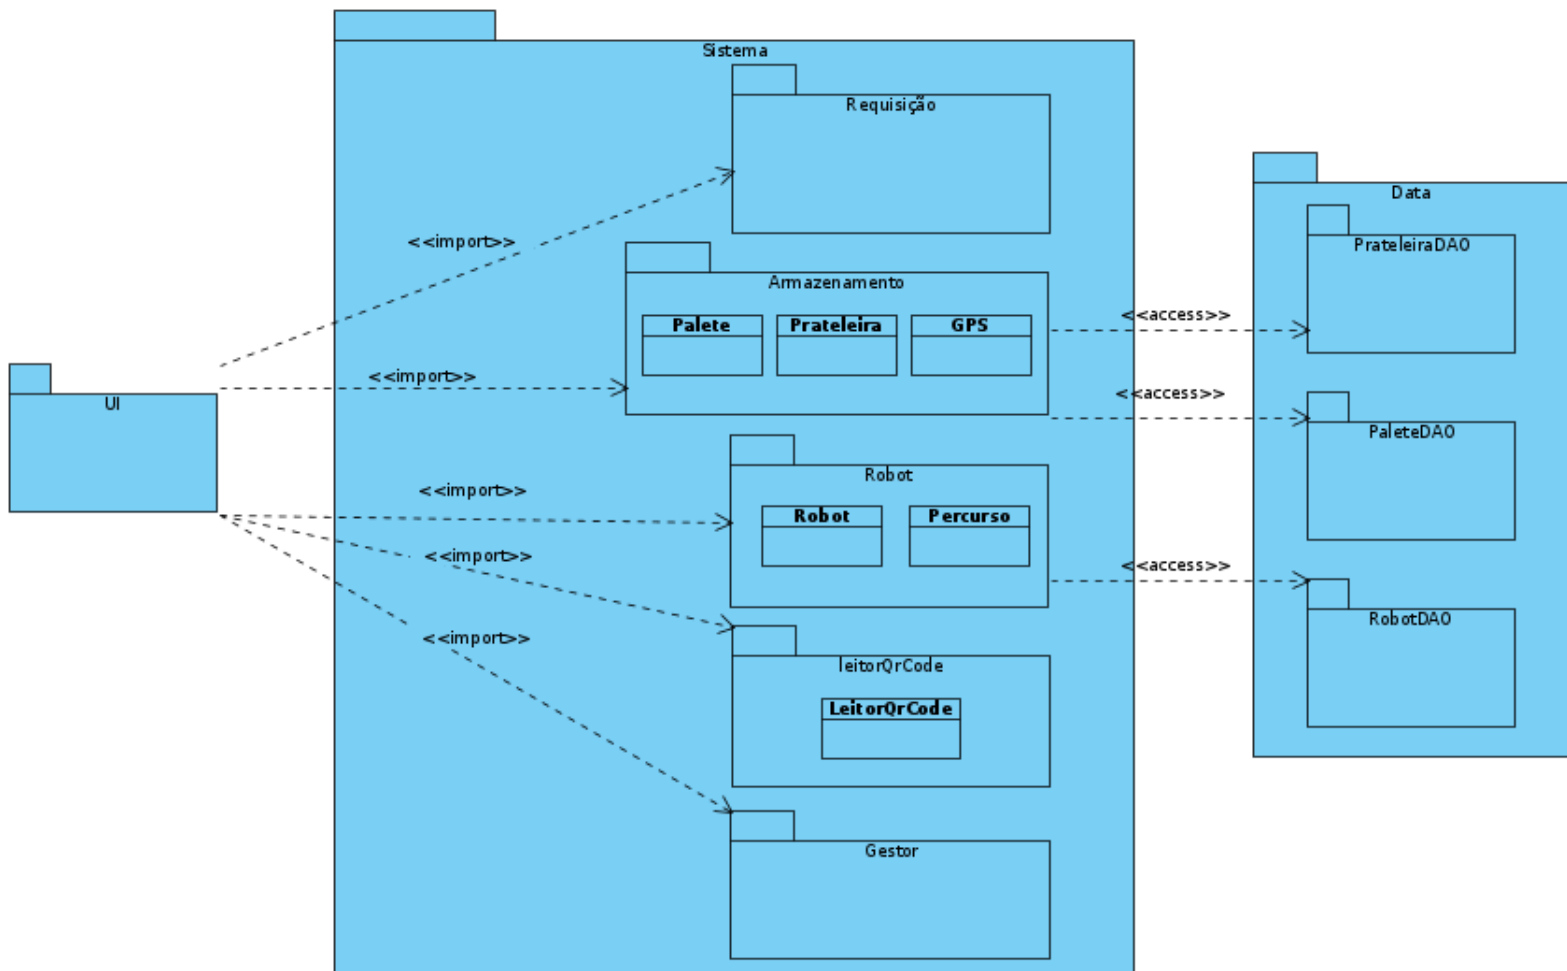 Sistema
Requisição
<<import>>
Armazenamento
Palete
Prateleira
GPS
<<import>>
UI
<<import>>
Robot
Robot
Percurso
<<import>>
<<import>>
leitorQrCode
LeitorQrCode
Gestor
<<access>>
<<access>>
<<access>>
Data
PrateleiraDAO
PaleteDAO
RobotDAO